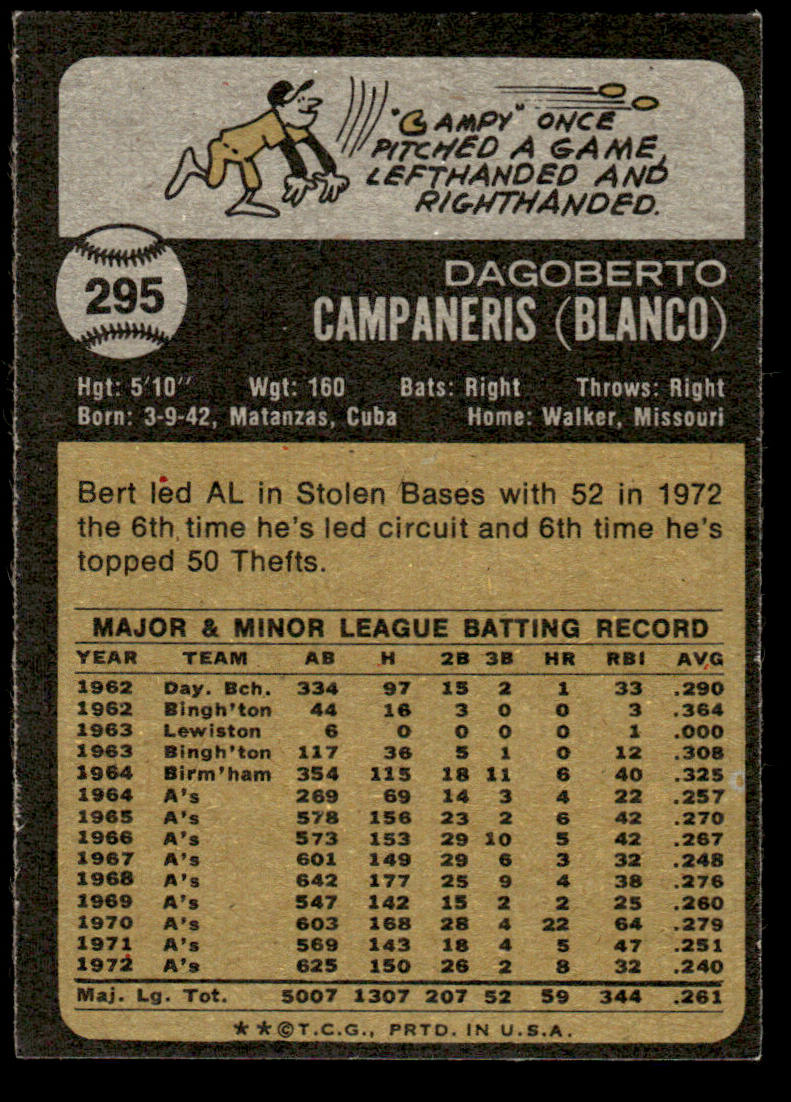 "CAMPY" ONCE
PITCHED A GAME,
LEFTHANDED AND
RIGHTHANDED.
295
DAGOBERTO
CAMPANERIS (BLANCO)
Hgt: 5'10" Wgt: 160 Bats: Right Throws: Right
Born: 3-9-42, Matanzas, Cuba Home: Walker, Missouri
Bert led AL in Stolen Bases with 52 in 1972
the 6th time he's led circuit and 6th time he's
topped 50 Thefts.
MAJOR & MINOR LEAGUE BATTING RECORD
YEAR TEAM AB H 2B 3B HR RBI AVG
1962 Day. Bch. 334 97 15 2 1 33 .290
1962 Bingh'ton 44 16 3 0 0 3 .364
1963 Lewiston 6 0 0 0 0 1 .000
1963 Bingh'ton 117 36 5 1 0 12 .308
1964 Birm'ham 354 115 18 11 6 40 .325
1964 A's 269 69 14 3 4 22 .257
1965 A's 578 156 23 2 6 42 .270
1966 A's 573 153 29 10 5 42 .267
1967 A's 601 149 29 6 3 32 .248
1968 A's 642 177 25 9 4 38 .276
1969 A's 547 142 15 2 2 25 .260
1970 A's 603 168 28 4 22 64 .279
1971 A's 569 143 18 4 5 47 .251
1972 A's 625 150 26 2 8 32 .240
Maj. Lg. Tot. 5007 1307 207 52 59 344 .261
★★©T.C.G., PRTD. IN U.S.A.